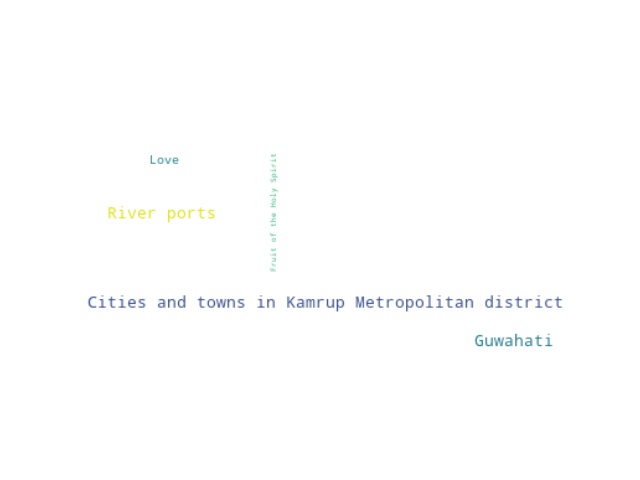 Love
Fruit of the Holy Spirit
River ports
Cities and towns in Kamrup Metropolitan district
Guwahati